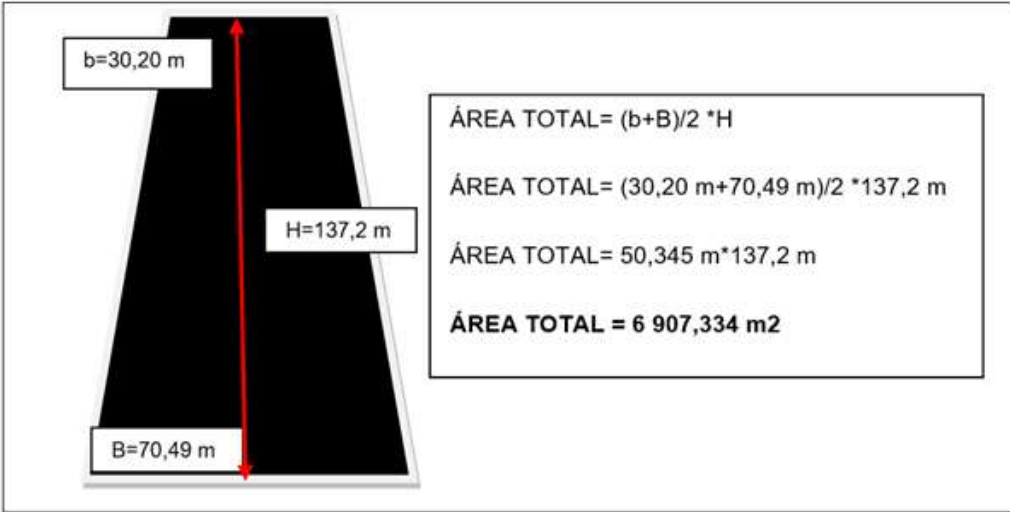 b=30,20 m
H=137,2 m
B=70,49 m
ÁREA TOTAL= (b+B)/2 *H
ÁREA TOTAL= (30,20 m+70,49 m)/2 *137,2 m
ÁREA TOTAL= 50,345 m*137,2 m
ÁREA TOTAL = 6 907,334 m2